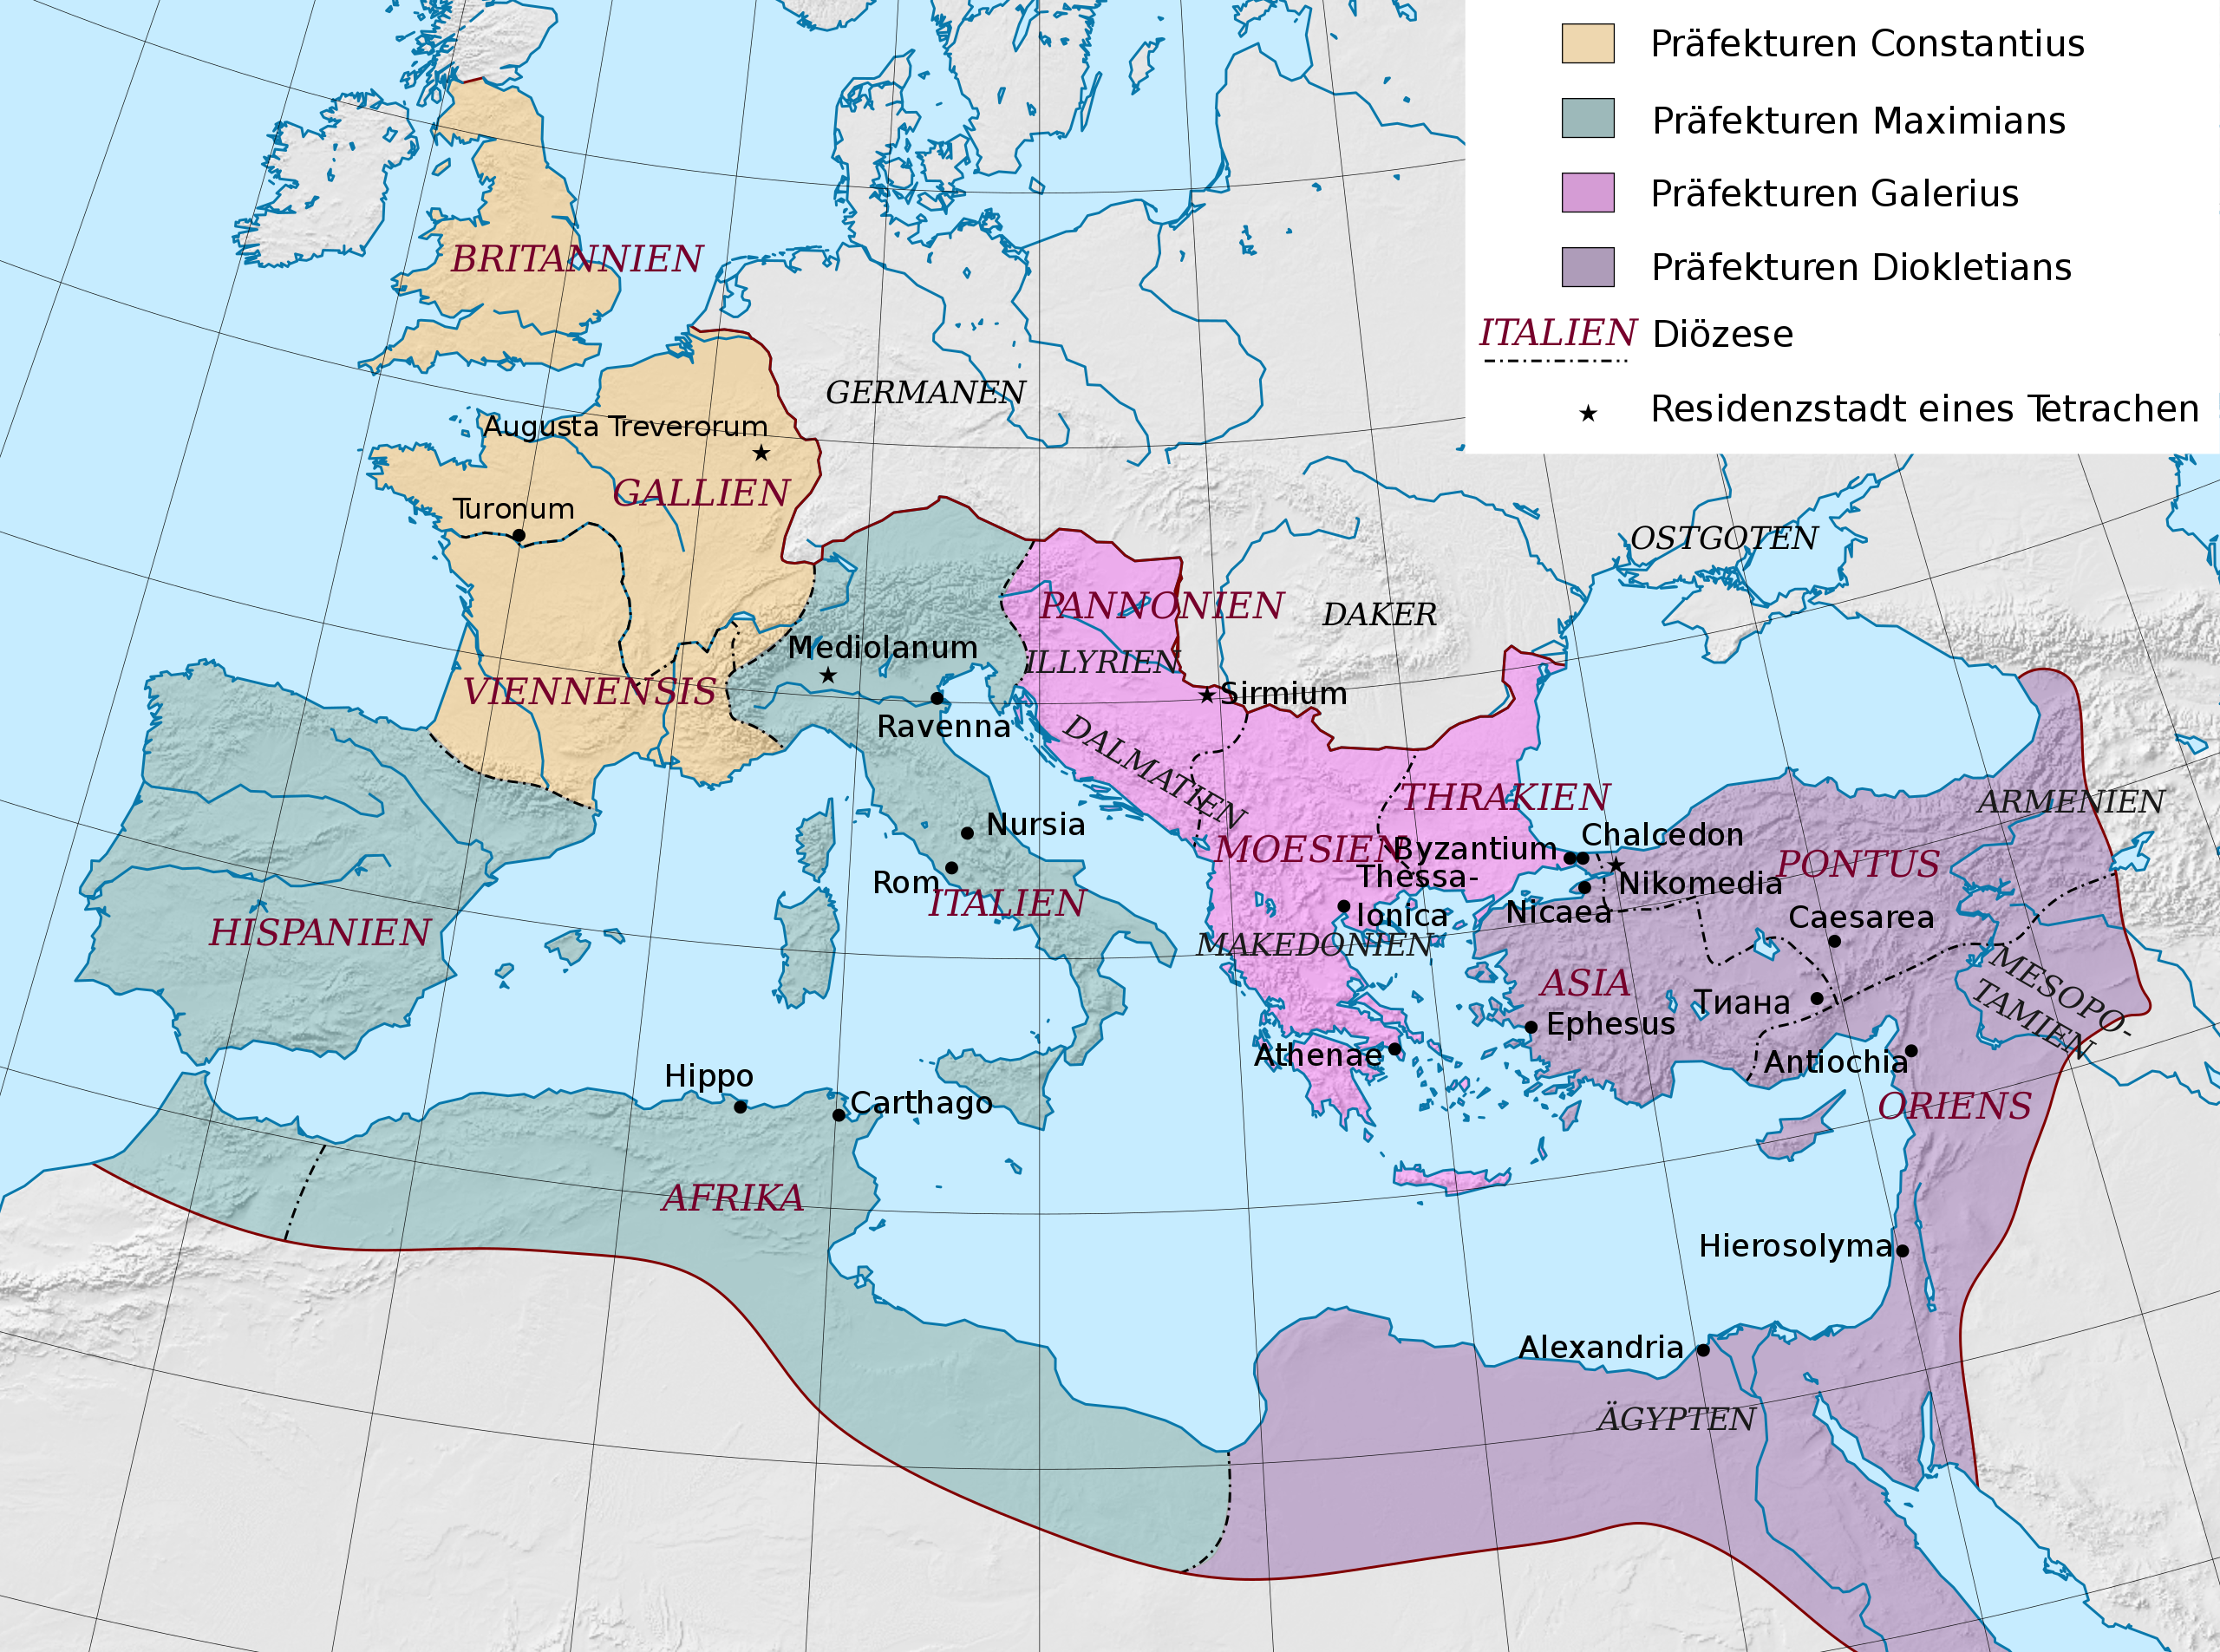 Präfekturen Constantius
Präfekturen Maximians
Präfekturen Galerius
Präfekturen Diokletians
ITALIEN Diözese
Residenzstadt eines Tetrachen
BRITANNIEN
GERMANEN
Augusta Treverorum
GALLIEN
Turonum
OSTGOTEN
PANNONIEN
DAKER
Mediolanum
ILLYRIEN
VIENNENSIS
Sirmium
Ravenna
DALMATIEN
THRAKIEN
ARMENIEN
Nursia
Chalcedon
MOESIEN
Byzantium
PONTUS
Rom
Thessa-
Ionica
Nikomedia
ITALIEN
Nicaea
Caesarea
HISPANIEN
MAKEDONIEN
MESOPO-
TAMIEN
ASIA
Tиана
Ephesus
Athenae
Antiochia
Hippo
Carthago
ORIENS
AFRIKA
Hierosolyma
Alexandria
ÄGYPTEN